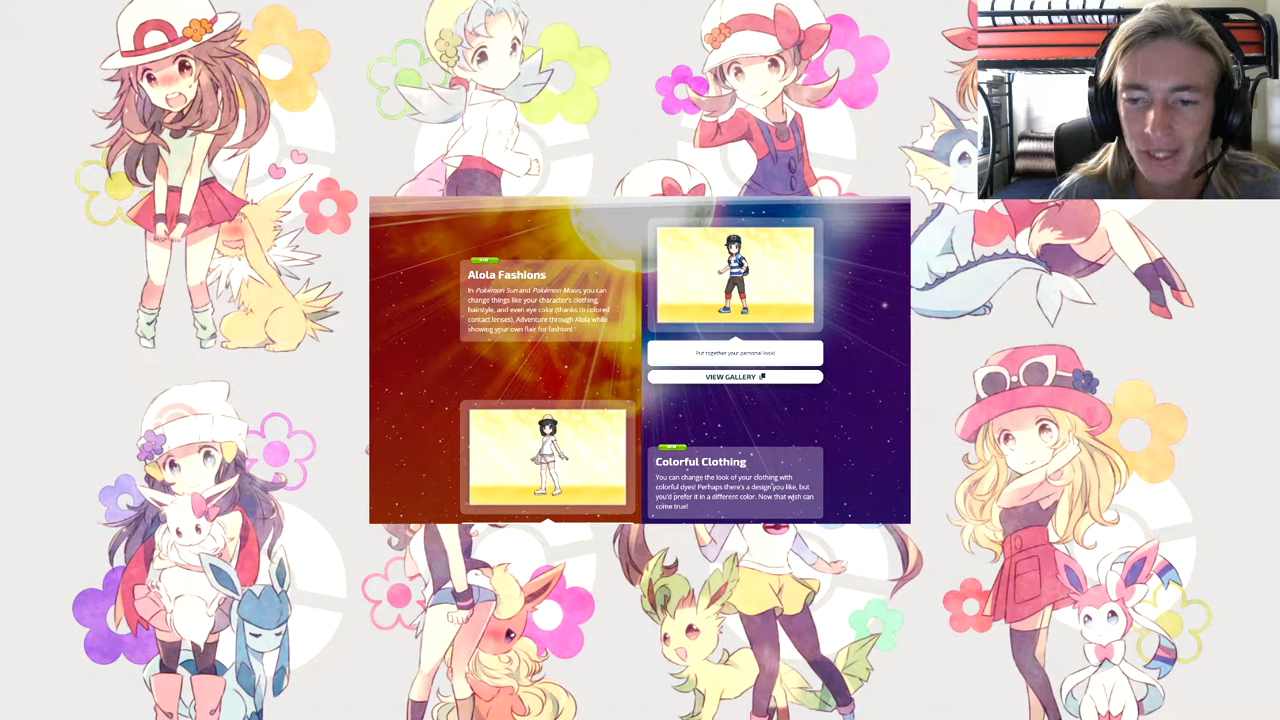 NEW
Alola Fashions
In Pokémon Sun and Pokémon Moon, you can
change things like your character's clothing,
hairstyle, and even eye color (thanks to colored
contact lenses). Adventure through Alola while
showing your own flair for fashion!
Put together your personal look!
VIEW GALLERY
Colorful Clothing
You can change the look of your clothing with
colorful dyes! Perhaps there's a design you like, but
you'd prefer it in a different color. Now that wish can
come true!